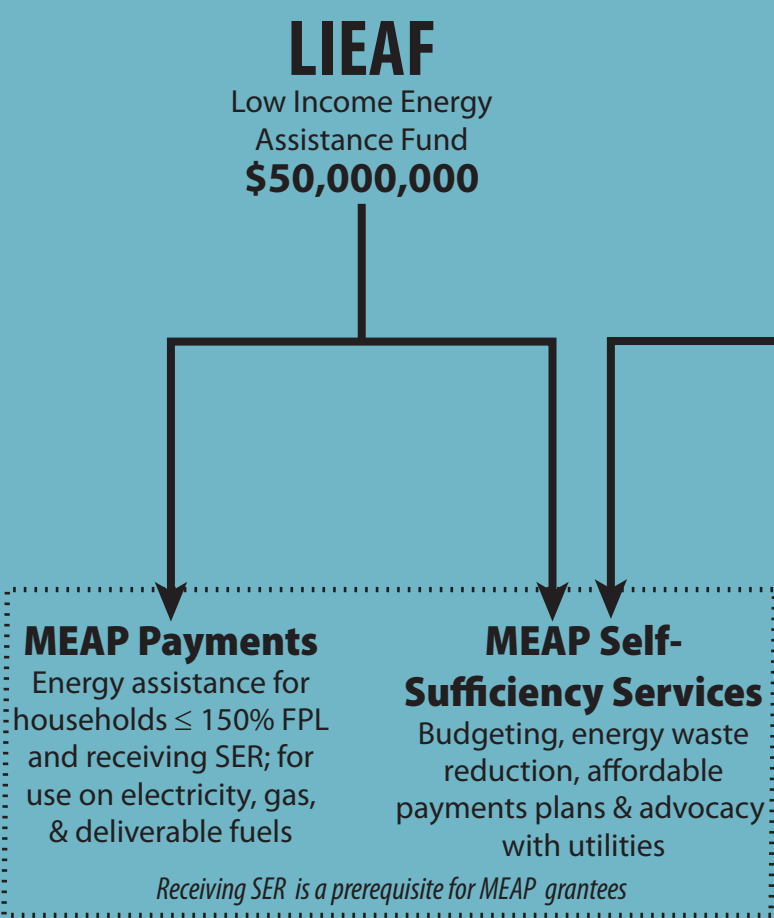 LIEAF
Low Income Energy
Assistance Fund
$50,000,000
MEAP Payments
Energy assistance for
households ≤ 150% FPL
and receiving SER; for
use on electricity, gas,
& deliverable fuels
MEAP Self-
Sufficiency Services
Budgeting, energy waste
reduction, affordable
payments plans & advocacy
with utilities
Receiving SER is a prerequisite for MEAP grantees